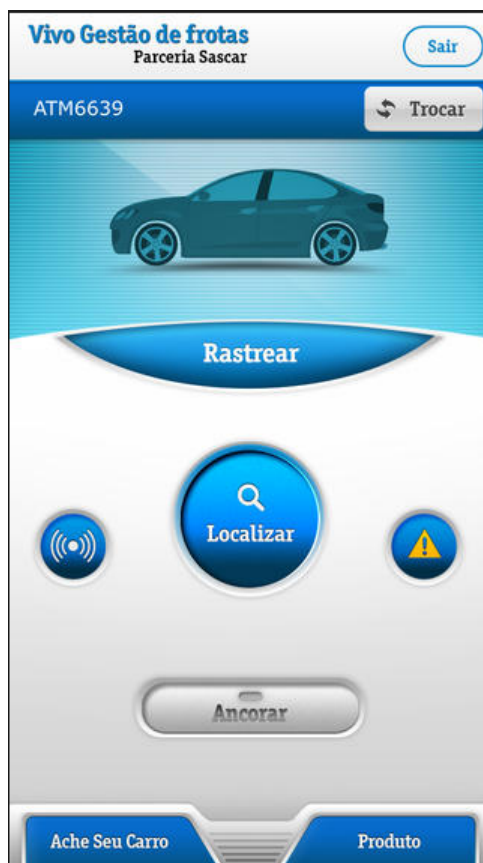 Vivo Gestão de frotas
Parceria Sascar
Sair
ATM6639
Trocar
Rastrear
Localizar
Ancorar
Ache Seu Carro
Produto